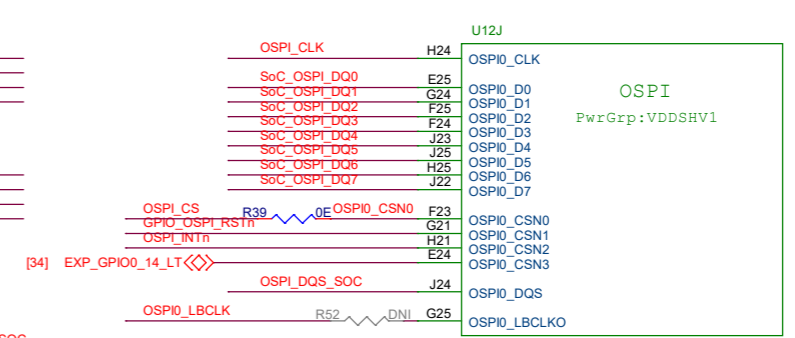 U12J
OSPI_CLK H24 OSPI0_CLK
SoC_OSPI_DQ0 E25 OSPI0_D0 OSPI
SoC_OSPI_DQ1 G24 OSPI0_D1
SoC_OSPI_DQ2 F25 OSPI0_D2 PwrGrp:VDDSHV1
SoC_OSPI_DQ3 F24 OSPI0_D3
SoC_OSPI_DQ4 J23 OSPI0_D4
SoC_OSPI_DQ5 J25 OSPI0_D5
SoC_OSPI_DQ6 H25 OSPI0_D6
SoC_OSPI_DQ7 J22 OSPI0_D7
OSPI_CS R39 0E OSPI0_CSN0 F23 OSPI0_CSN0
GPIO_OSPI_RSTn G21 OSPI0_CSN1
OSPI_INTn H21 OSPI0_CSN2
[34] EXP_GPIO0_14_LT E24 OSPI0_CSN3
OSPI_DQS_SOC J24 OSPI0_DQS
OSPI0_LBCLK R52 DNI G25 OSPI0_LBCLKO